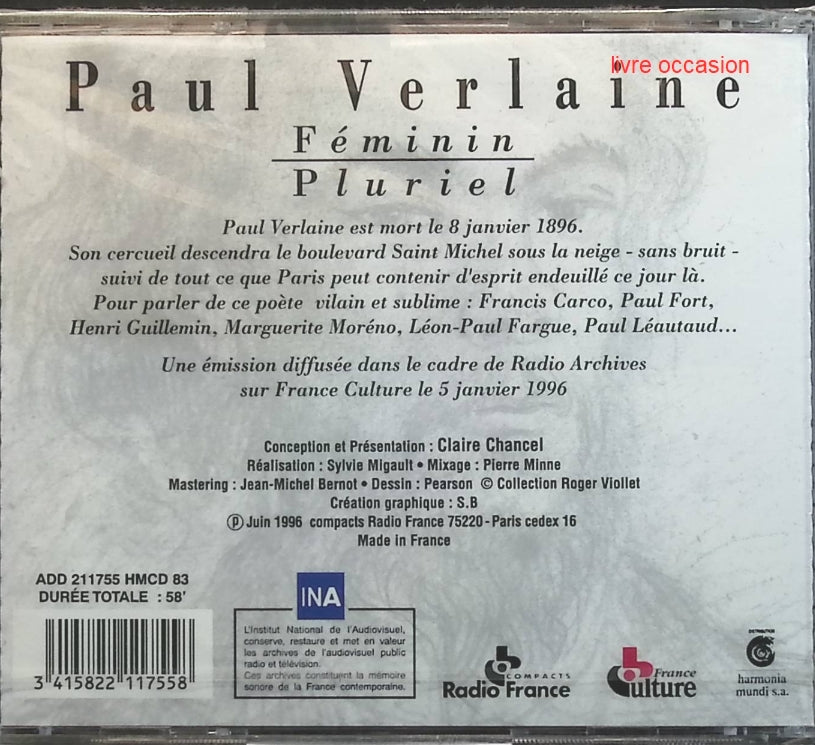 livre occasion
Paul Verlaine
Féminin
Pluriel
Paul Verlaine est mort le 8 janvier 1896.
Son cercueil descendra le boulevard Saint Michel sous la neige - sans bruit -
suivi de tout ce que Paris peut contenir d'esprit endeuillé ce jour là.
Pour parler de ce poète vilain et sublime : Francis Carco, Paul Fort,
Henri Guillemin, Marguerite Moréno, Léon-Paul Fargue, Paul Léautaud...
Une émission diffusée dans le cadre de Radio Archives
sur France Culture le 5 janvier 1996
Conception et Présentation : Claire Chancel
Réalisation : Sylvie Migault • Mixage : Pierre Minne
Mastering : Jean-Michel Bernot • Dessin : Pearson © Collection Roger Viollet
Création graphique : S.B
℗ Juin 1996 compacts Radio France 75220 - Paris cedex 16
Made in France
ADD 211755 HMCD 83
DURÉE TOTALE : 58'
3 415822 117558
INA
L'Institut National de l'Audiovisuel,
conserve, restaure et met en valeur
les archives de l'audiovisuel public
radio et télévision.
Ces archives constituent la mémoire
sonore de la France contemporaine.
COMPACTS
Radio France
France
Culture
DISTRIBUTION
harmonia
mundi s.a.